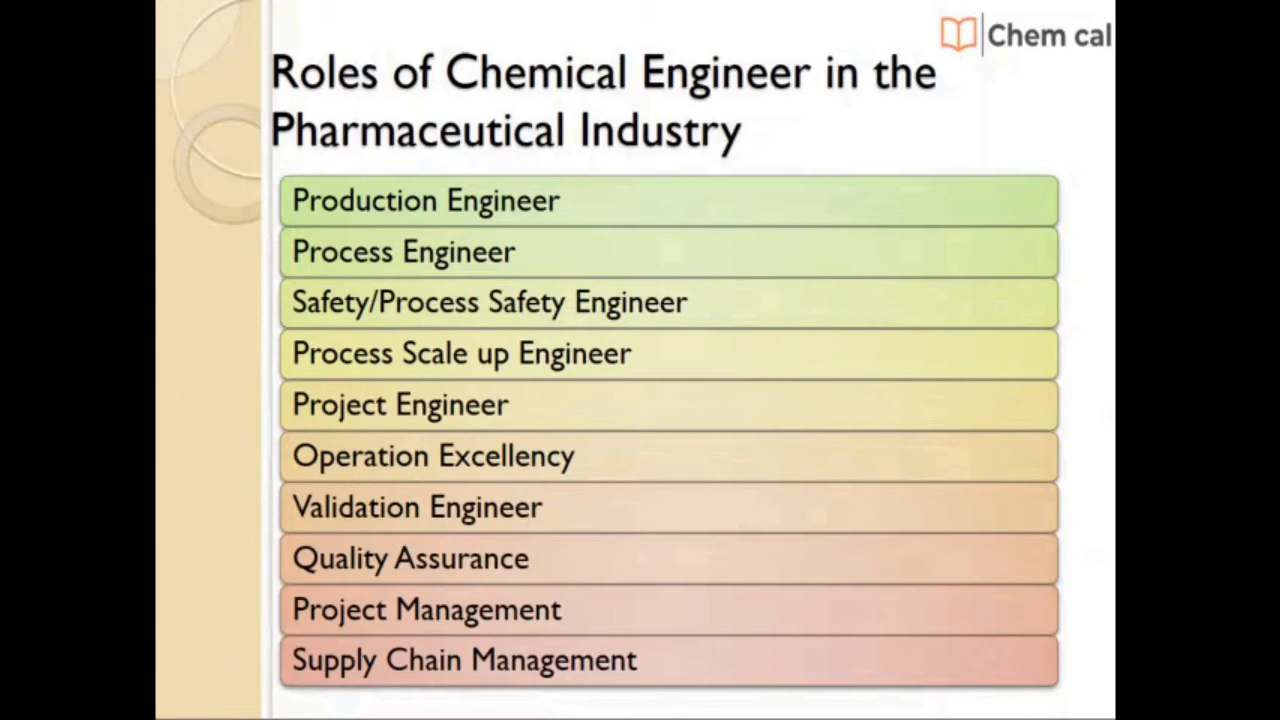 Chem cal
Roles of Chemical Engineer in the
Pharmaceutical Industry
Production Engineer
Process Engineer
Safety/Process Safety Engineer
Process Scale up Engineer
Project Engineer
Operation Excellency
Validation Engineer
Quality Assurance
Project Management
Supply Chain Management